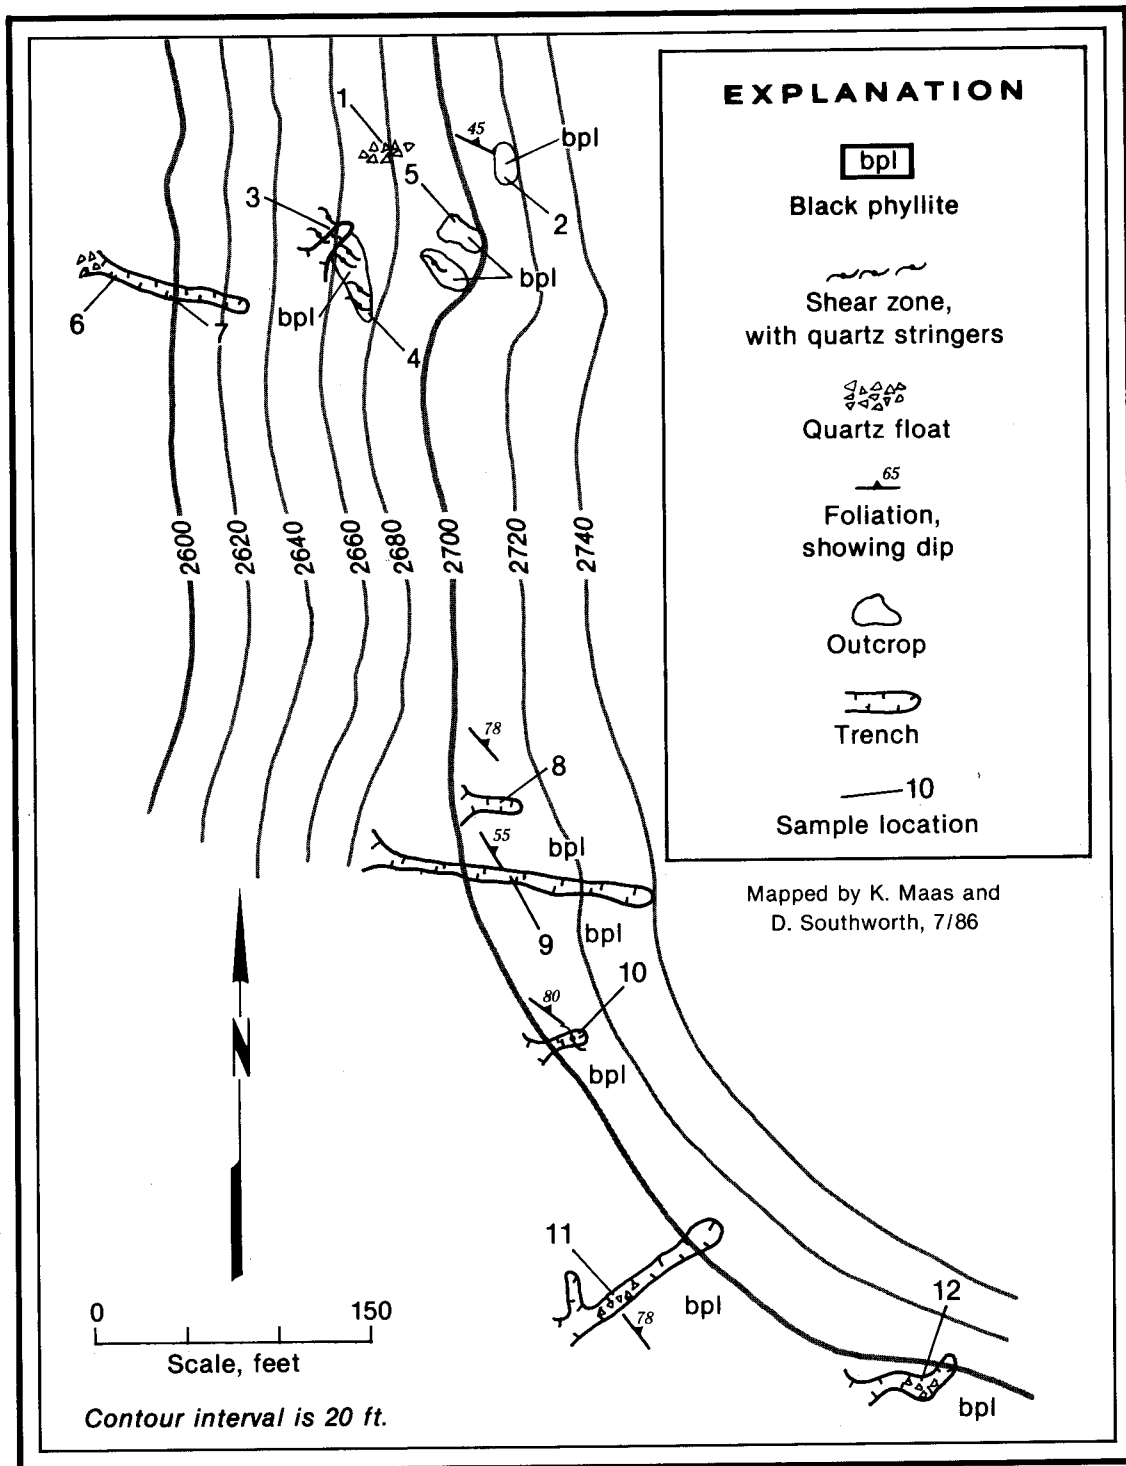 EXPLANATION
bpl
Black phyllite
Shear zone,
with quartz stringers
Quartz float
65
Foliation,
showing dip
Outcrop
Trench
10
Sample location
Mapped by K. Maas and
D. Southworth, 7/86
1
45
bpl
5
2
3
bpl
bpl
6
7
4
2600
2620
2640
2660
2680
2700
2720
2740
78
8
55
bpl
9
bpl
10
80
bpl
N
11
bpl
78
12
bpl
0 150
Scale, feet
Contour interval is 20 ft.